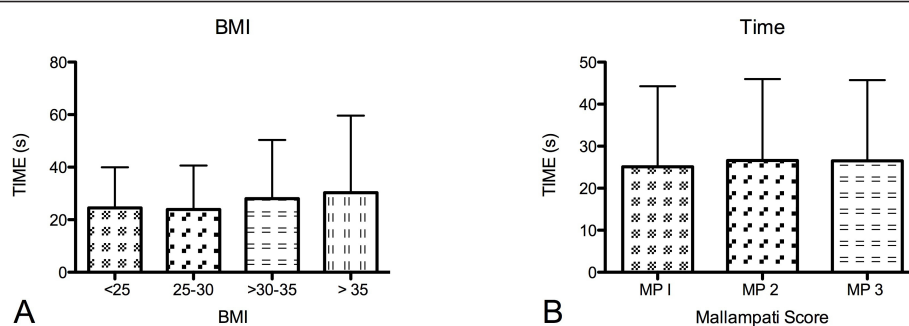 BMI
80
60
40
20
0
TIME (s)
<25 25-30 >30-35 > 35
BMI
A
Time
50
40
30
20
10
0
TIME (s)
MP I MP 2 MP 3
Mallampati Score
B